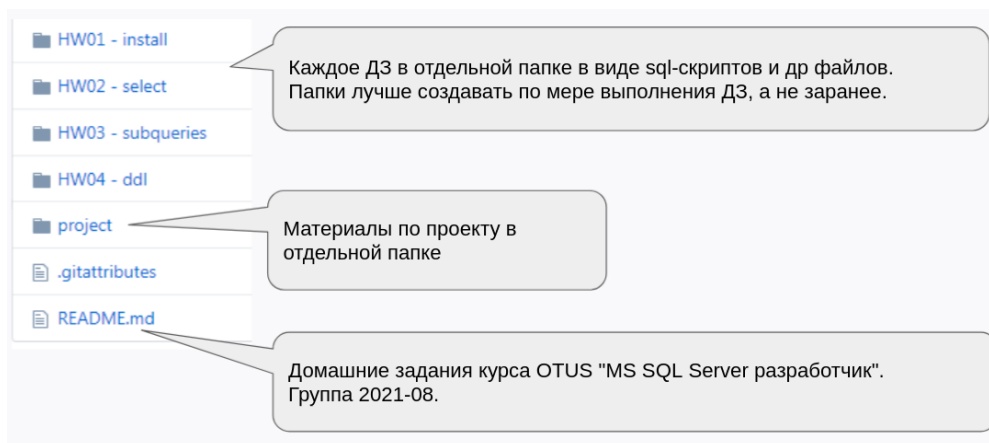 HW01 - install
Каждое ДЗ в отдельной папке в виде sql-скриптов и др файлов.
Папки лучше создавать по мере выполнения ДЗ, а не заранее.
HW02 - select
HW03 - subqueries
HW04 - ddl
project
Материалы по проекту в
отдельной папке
.gitattributes
README.md
Домашние задания курса OTUS "MS SQL Server разработчик".
Группа 2021-08.